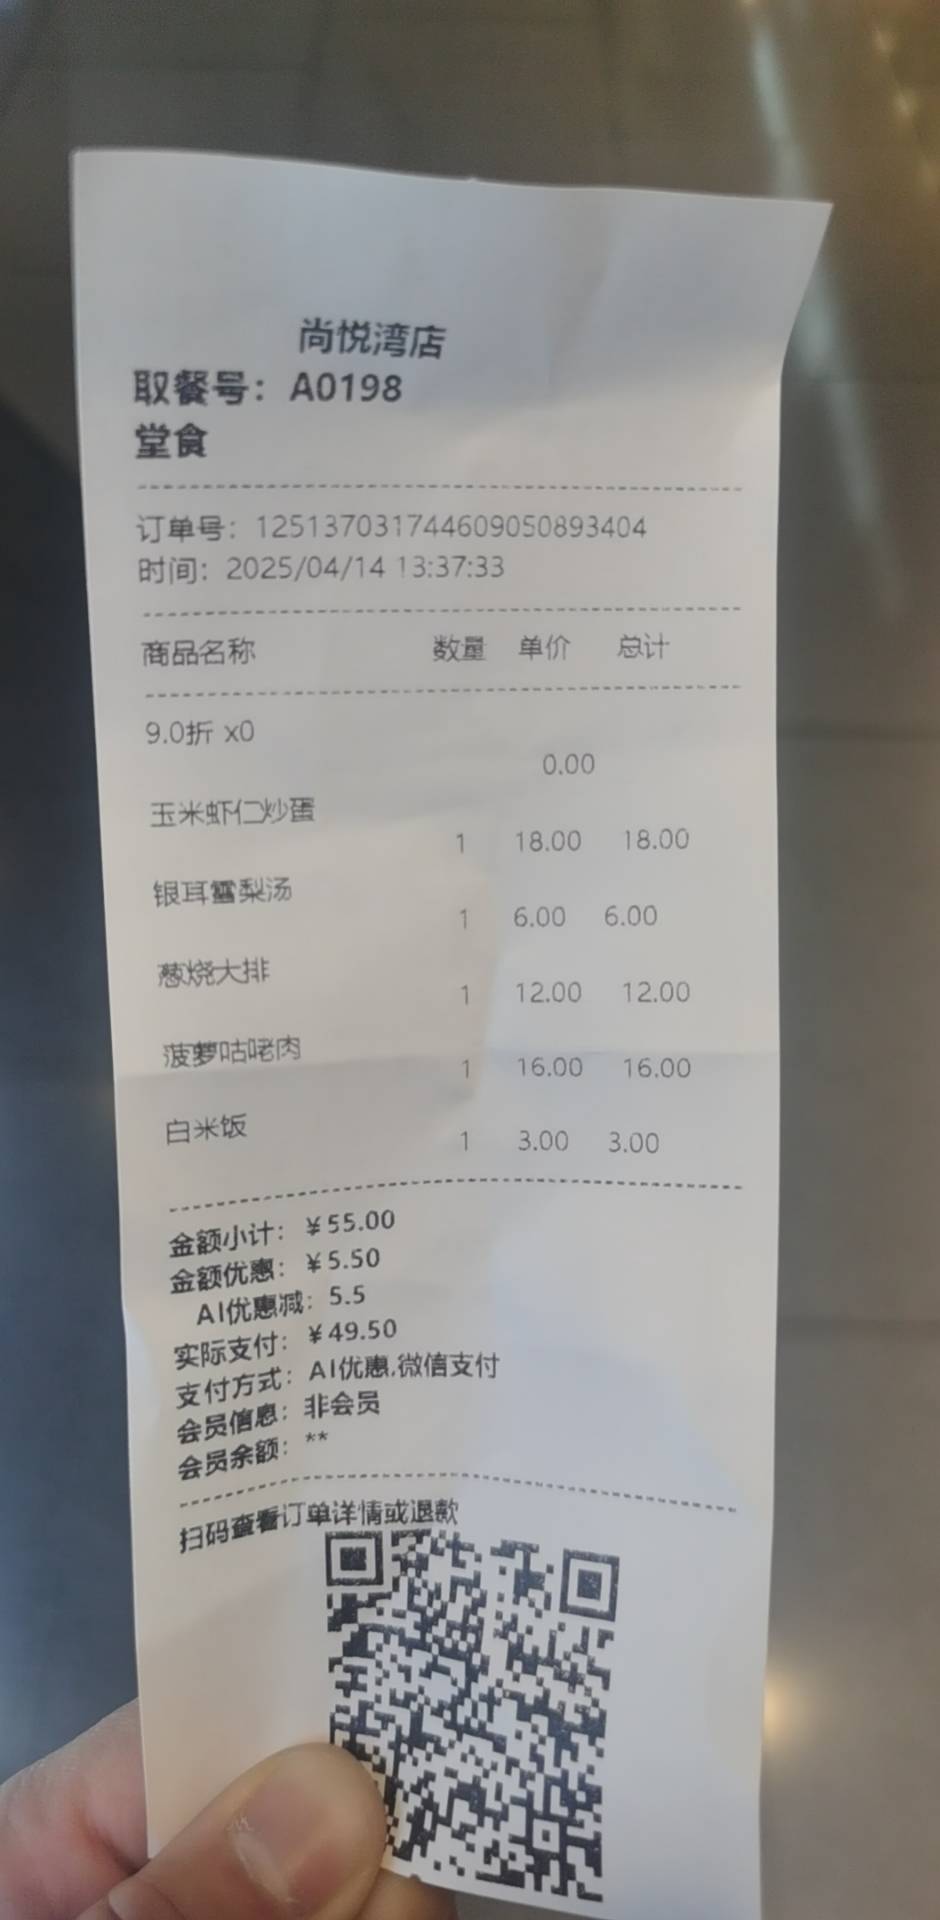 尚悦湾店
取餐号：A0198
堂食
订单号：125137031744609050893404
时间：2025/04/14 13:37:33
商品名称 数量 单价 总计
9.0折 x0
0.00
玉米虾仁炒蛋
1 18.00 18.00
银耳雪梨汤
1 6.00 6.00
葱烧大排
1 12.00 12.00
菠萝咕咾肉
1 16.00 16.00
白米饭
1 3.00 3.00
金额小计：￥55.00
金额优惠：￥5.50
AI优惠减：5.5
实际支付：￥49.50
支付方式：AI优惠,微信支付
会员信息：非会员
会员余额：**
扫码查看订单详情或退款